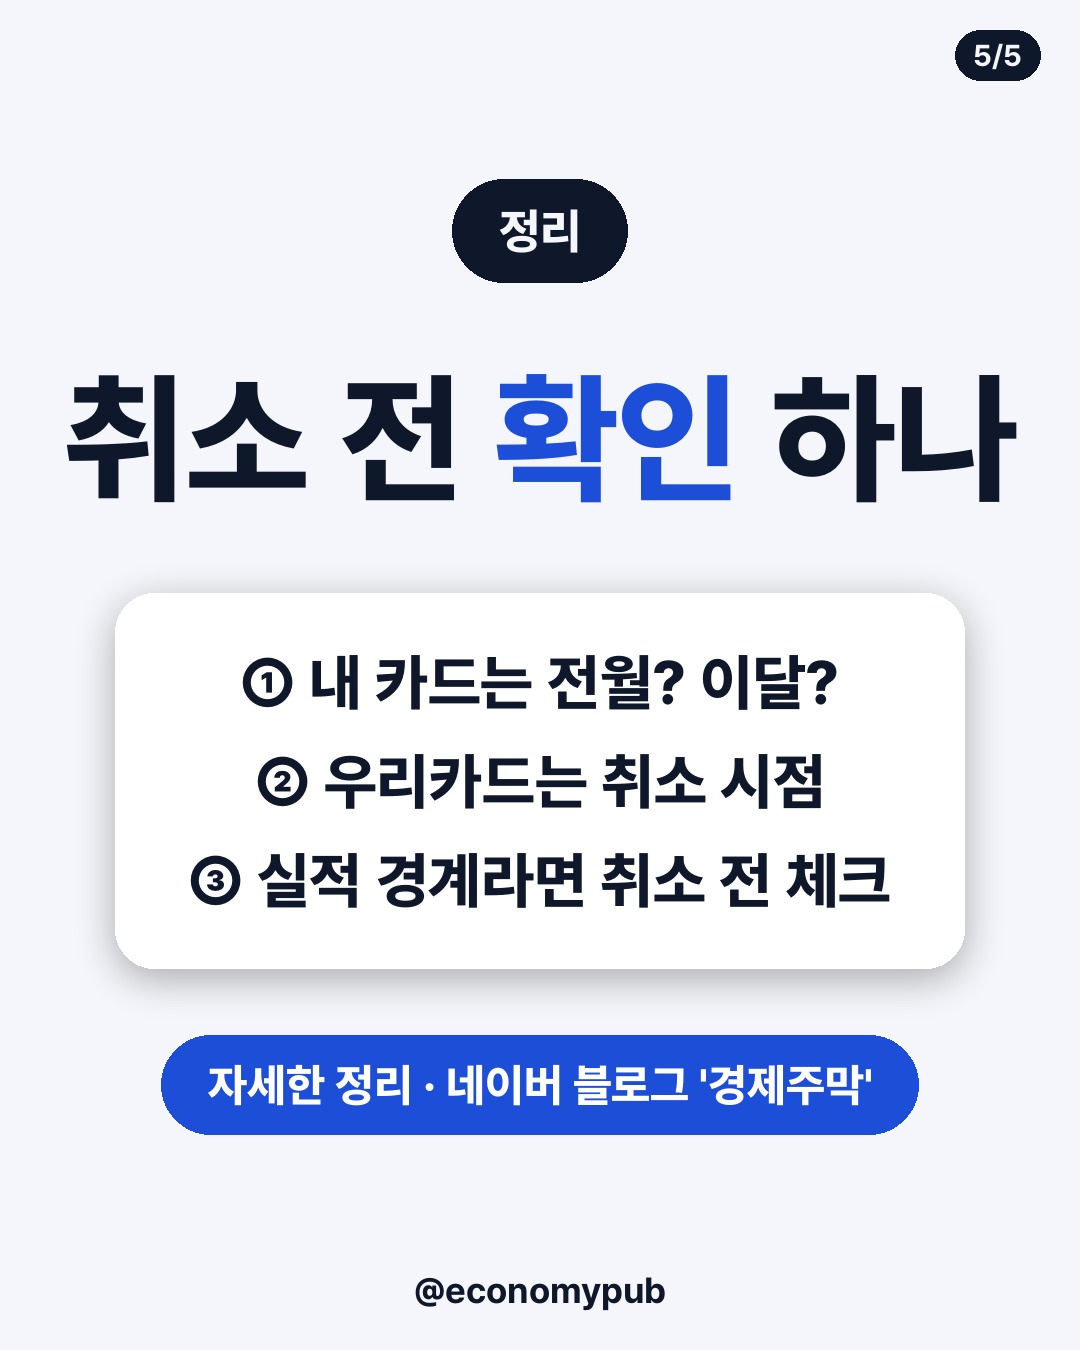 5/5
정리
취소 전 확인 하나
① 내 카드는 전월? 이달?
② 우리카드는 취소 시점
③ 실적 경계라면 취소 전 체크
자세한 정리 · 네이버 블로그 '경제주막'
@economypub